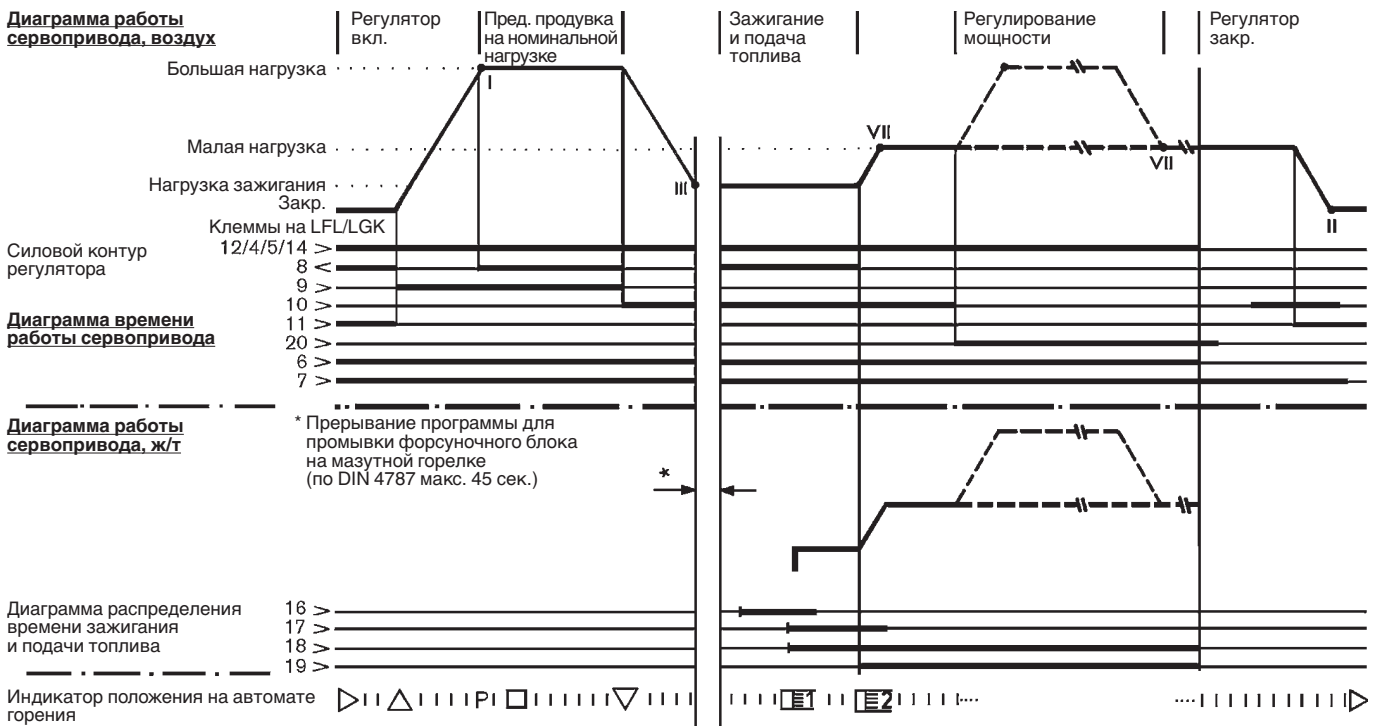 Диаграмма работы
сервопривода, воздух
Регулятор
вкл.
Пред. продувка
на номинальной
нагрузке
Зажигание
и подача
топлива
Регулирование
мощности
Регулятор
закр.
Большая нагрузка
I
Малая нагрузка
VII
VII
Нагрузка зажигания
III
Закр.
II
Клеммы на LFL/LGK
Силовой контур
регулятора
12/4/5/14 >
8 <
9 >
10 >
Диаграмма времени
работы сервопривода
11 >
20 >
6 >
7 >
Диаграмма работы
сервопривода, ж/т
* Прерывание программы для
промывки форсуночного блока
на мазутной горелке
(по DIN 4787 макс. 45 сек.)
*
Диаграмма распределения
времени зажигания
и подачи топлива
16 >
17 >
18 >
19 >
Индикатор положения на автомате
горения
P
1
2